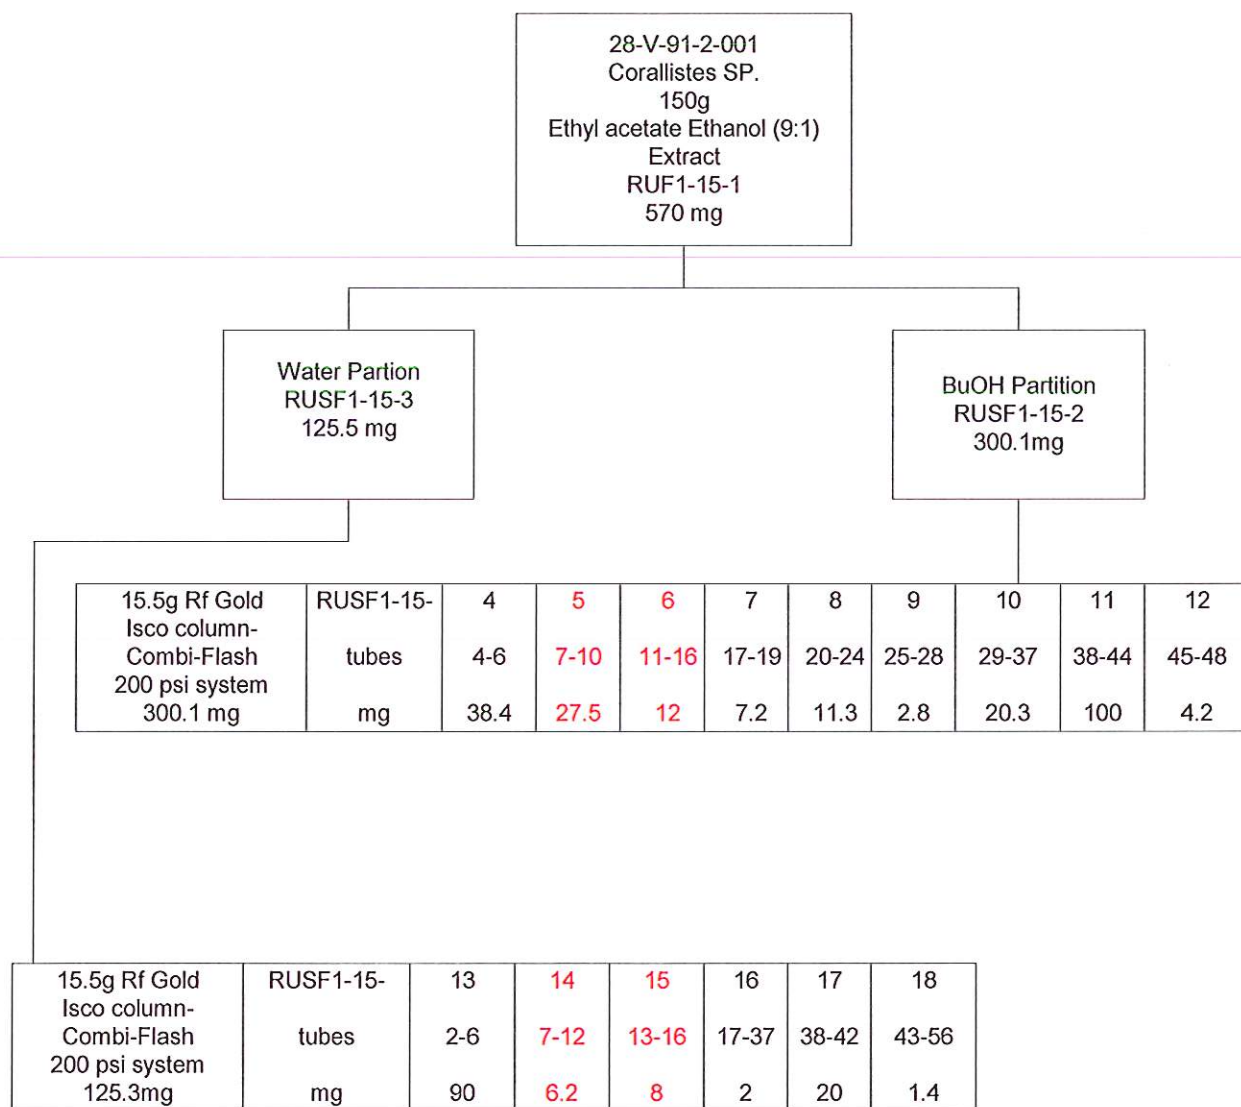 28-V-91-2-001
Corallistes SP.
150g
Ethyl acetate Ethanol (9:1)
Extract
RUF1-15-1
570 mg
Water Partion
RUSF1-15-3
125.5 mg
BuOH Partition
RUSF1-15-2
300.1mg
15.5g Rf Gold
Isco column-
Combi-Flash
200 psi system
300.1 mg
RUSF1-15- 4 5 6 7 8 9 10 11 12
tubes 4-6 7-10 11-16 17-19 20-24 25-28 29-37 38-44 45-48
mg 38.4 27.5 12 7.2 11.3 2.8 20.3 100 4.2
15.5g Rf Gold
Isco column-
Combi-Flash
200 psi system
125.3mg
RUSF1-15- 13 14 15 16 17 18
tubes 2-6 7-12 13-16 17-37 38-42 43-56
mg 90 6.2 8 2 20 1.4